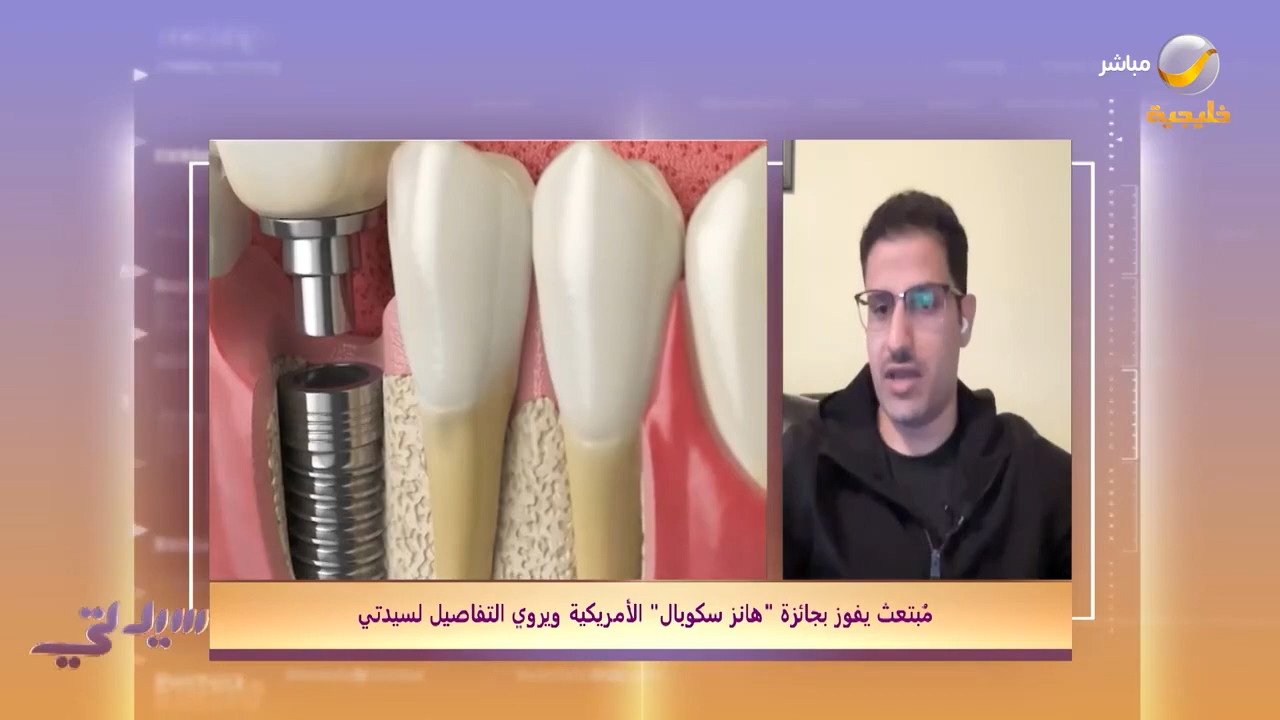 مباشر
خليجية
مُبتعث يفوز بجائزة "هانز سكوبال" الأمريكية ويروي التفاصيل لسيدتي
سيدتي